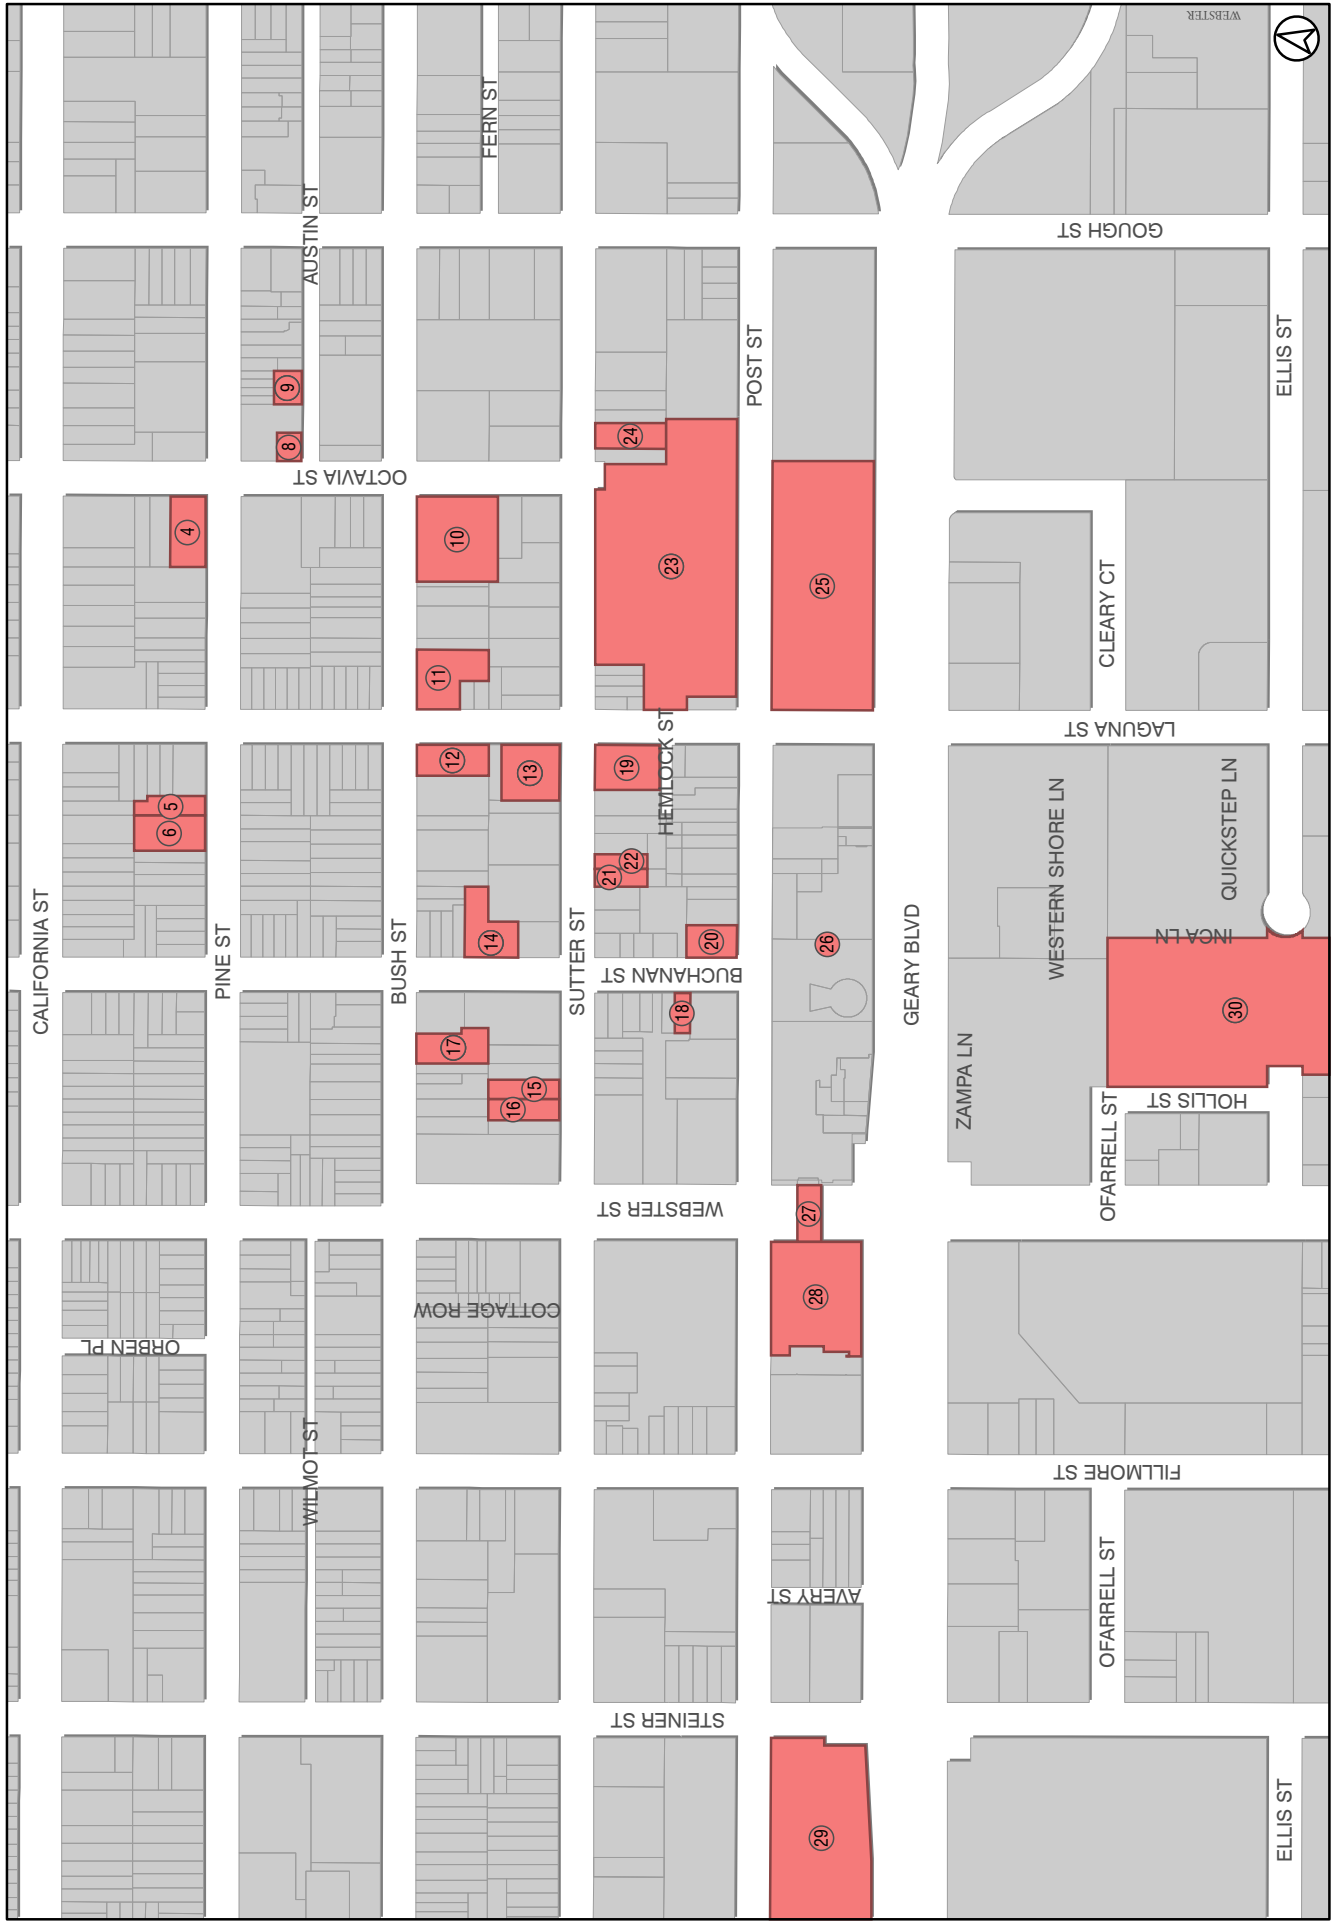 WEBSTER
FERN ST
AUSTIN ST
GOUGH ST
POST ST
ELLIS ST
9
8
24
OCTAVIA ST
4
10
23
25
CLEARY CT
11
HEMLOCK ST
LAGUNA ST
12
13
19
5
6
22
21
WESTERN SHORE LN
QUICKSTEP LN
CALIFORNIA ST
PINE ST
BUSH ST
SUTTER ST
14
20
26
GEARY BLVD
INCA LN
BUCHANAN ST
18
30
17
15
16
ZAMPA LN
HOLLIS ST
OFARRELL ST
WEBSTER ST
27
28
COTTAGE ROW
ORBEN PL
WILMOT ST
FILLMORE ST
AVERY ST
OFARRELL ST
STEINER ST
29
ELLIS ST